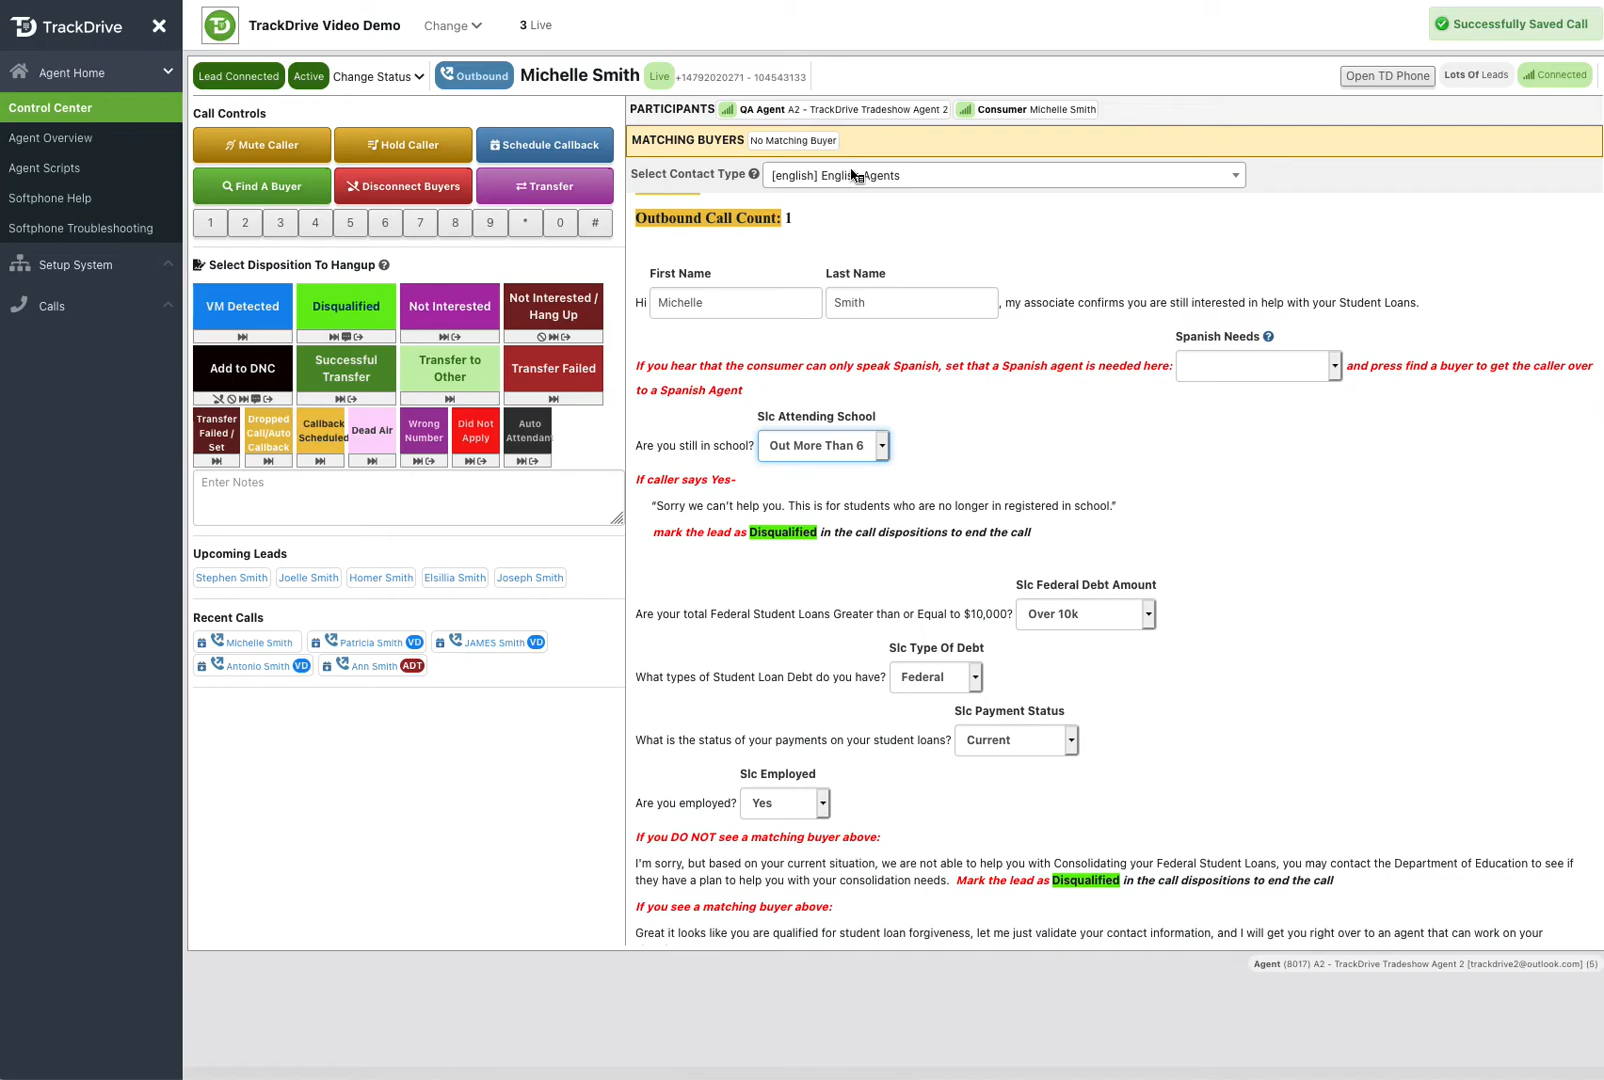 TrackDrive
TrackDrive Video Demo
Change
3 Live
Successfully Saved Call
Agent Home
Control Center
Agent Overview
Agent Scripts
Softphone Help
Softphone Troubleshooting
Setup System
Calls
Lead Connected
Active
Change Status
Outbound
Michelle Smith
Live
+14792020271 - 104543133
Open TD Phone
Lots Of Leads
Connected
Call Controls
Mute Caller
Hold Caller
Schedule Callback
Find A Buyer
Disconnect Buyers
Transfer
1 2 3 4 5 6 7 8 9 * 0 #
Select Disposition To Hangup
VM Detected
Disqualified
Not Interested
Not Interested /
Hang Up
Add to DNC
Successful
Transfer
Transfer to
Other
Transfer Failed
Transfer
Failed /
Set
Dropped
Call/Auto
Callback
Callback
Scheduled
Dead Air
Wrong
Number
Did Not
Apply
Auto
Attendan
Enter Notes
Upcoming Leads
Stephen Smith
Joelle Smith
Homer Smith
Elsillia Smith
Joseph Smith
Recent Calls
Michelle Smith
Patricia Smith VD
JAMES Smith VD
Antonio Smith VD
Ann Smith ADT
PARTICIPANTS
QA Agent A2 - TrackDrive Tradeshow Agent 2
Consumer Michelle Smith
MATCHING BUYERS
No Matching Buyer
Select Contact Type
[english] English Agents
Outbound Call Count: 1
First Name
Last Name
Hi Michelle Smith , my associate confirms you are still interested in help with your Student Loans.
Spanish Needs
If you hear that the consumer can only speak Spanish, set that a Spanish agent is needed here: and press find a buyer to get the caller over
to a Spanish Agent
Slc Attending School
Are you still in school? Out More Than 6
If caller says Yes-
“Sorry we can’t help you. This is for students who are no longer in registered in school.”
mark the lead as Disqualified in the call dispositions to end the call
Slc Federal Debt Amount
Are your total Federal Student Loans Greater than or Equal to $10,000? Over 10k
Slc Type Of Debt
What types of Student Loan Debt do you have? Federal
Slc Payment Status
What is the status of your payments on your student loans? Current
Slc Employed
Are you employed? Yes
If you DO NOT see a matching buyer above:
I'm sorry, but based on your current situation, we are not able to help you with Consolidating your Federal Student Loans, you may contact the Department of Education to see if
they have a plan to help you with your consolidation needs. Mark the lead as Disqualified in the call dispositions to end the call
If you see a matching buyer above:
Great it looks like you are qualified for student loan forgiveness, let me just validate your contact information, and I will get you right over to an agent that can work on your
Agent (8017) A2 - TrackDrive Tradeshow Agent 2 [trackdrive2@outlook.com] (5)